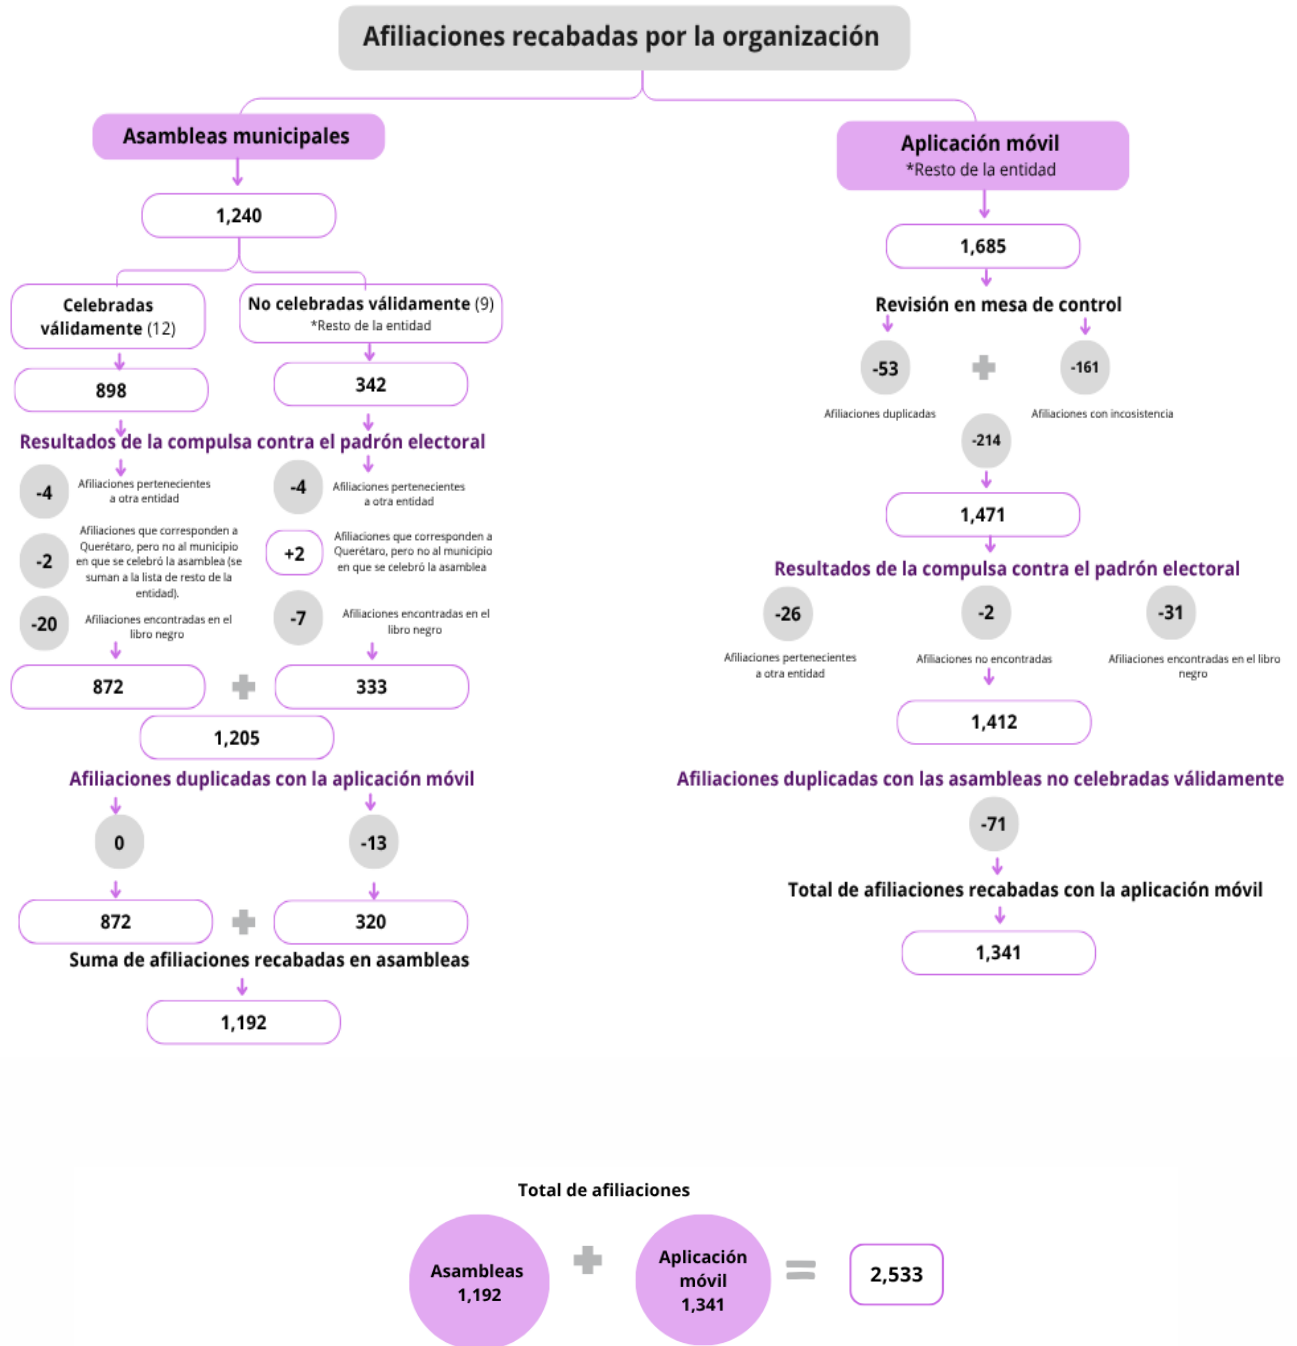 Afiliaciones recabadas por la organización
Asambleas municipales
1,240
Celebradas
válidamente (12)
898
No celebradas válidamente (9)
*Resto de la entidad
342
Resultados de la compulsa contra el padrón electoral
-4
Afiliaciones pertenecientes
a otra entidad
-2
Afiliaciones que corresponden a
Querétaro, pero no al municipio
en que se celebró la asamblea (se
suman a la lista de resto de la
entidad).
-20
Afiliaciones encontradas en el
libro negro
872
-4
Afiliaciones pertenecientes
a otra entidad
+2
Afiliaciones que corresponden a
Querétaro, pero no al municipio
en que se celebró la asamblea
-7
Afiliaciones encontradas en el
libro negro
333
1,205
Afiliaciones duplicadas con la aplicación móvil
0
-13
872
320
Suma de afiliaciones recabadas en asambleas
1,192
Aplicación móvil
*Resto de la entidad
1,685
Revisión en mesa de control
-53
Afiliaciones duplicadas
-161
Afiliaciones con incosistencia
-214
1,471
Resultados de la compulsa contra el padrón electoral
-26
Afiliaciones pertenecientes
a otra entidad
-2
Afiliaciones no encontradas
-31
Afiliaciones encontradas en el libro
negro
1,412
Afiliaciones duplicadas con las asambleas no celebradas válidamente
-71
Total de afiliaciones recabadas con la aplicación móvil
1,341
Total de afiliaciones
Asambleas
1,192
Aplicación
móvil
1,341
2,533